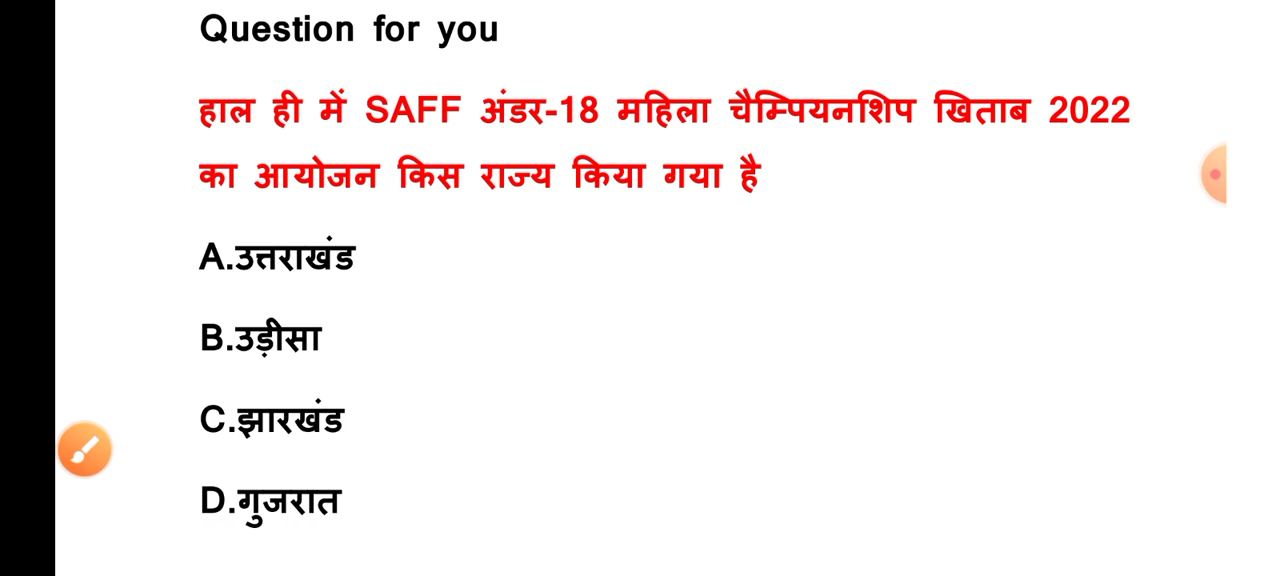 Question for you
हाल ही में SAFF अंडर-18 महिला चैम्पियनशिप खिताब 2022
का आयोजन किस राज्य किया गया है
A.उत्तराखंड
B.उड़ीसा
C.झारखंड
D.गुजरात